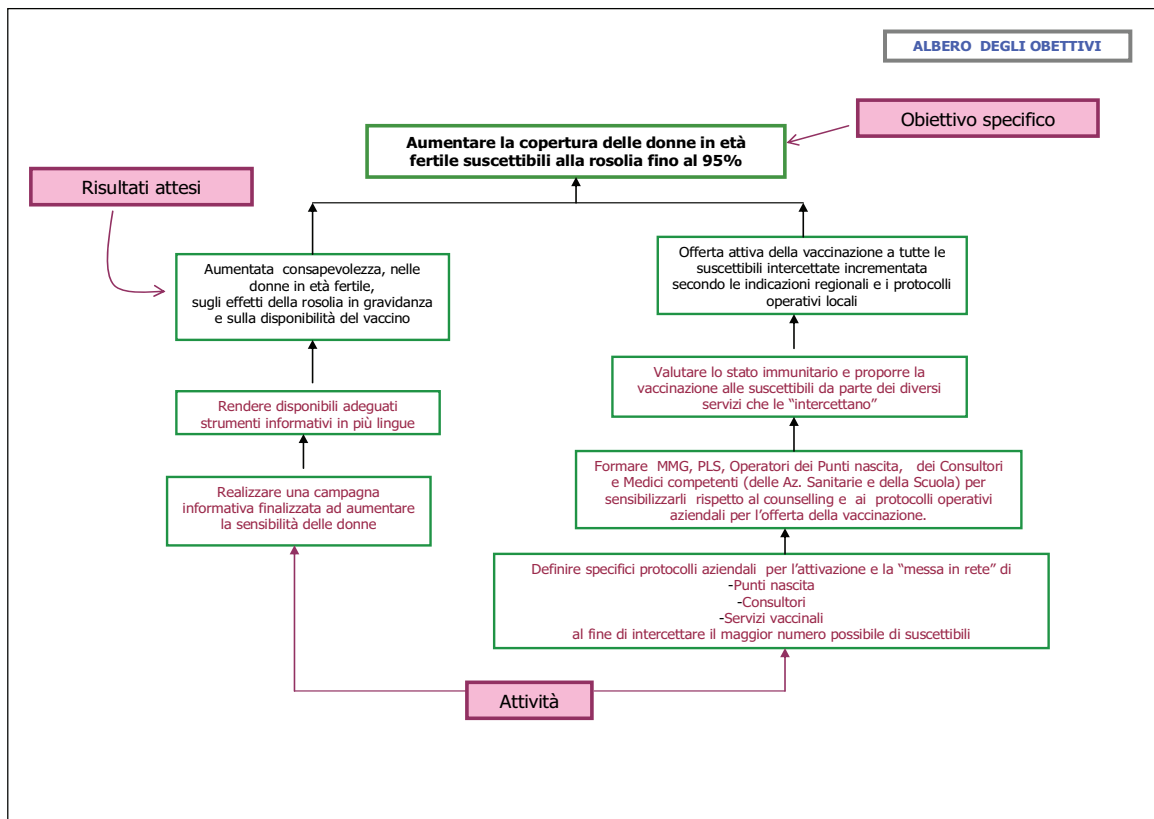 ALBERO DEGLI OBETTIVI
Obiettivo specifico
Aumentare la copertura delle donne in età
fertile suscettibili alla rosolia fino al 95%
Risultati attesi
Aumentata consapevolezza, nelle
donne in età fertile,
sugli effetti della rosolia in gravidanza
e sulla disponibilità del vaccino
Offerta attiva della vaccinazione a tutte le
suscettibili intercettate incrementata
secondo le indicazioni regionali e i protocolli
operativi locali
Rendere disponibili adeguati
strumenti informativi in più lingue
Valutare lo stato immunitario e proporre la
vaccinazione alle suscettibili da parte dei diversi
servizi che le “intercettano”
Realizzare una campagna
informativa finalizzata ad aumentare
la sensibilità delle donne
Formare MMG, PLS, Operatori dei Punti nascita, dei Consultori
e Medici competenti (delle Az. Sanitarie e della Scuola) per
sensibilizzarli rispetto al counselling e ai protocolli operativi
aziendali per l’offerta della vaccinazione.
Definire specifici protocolli aziendali per l’attivazione e la “messa in rete” di
-Punti nascita
-Consultori
-Servizi vaccinali
al fine di intercettare il maggior numero possibile di suscettibili
Attività